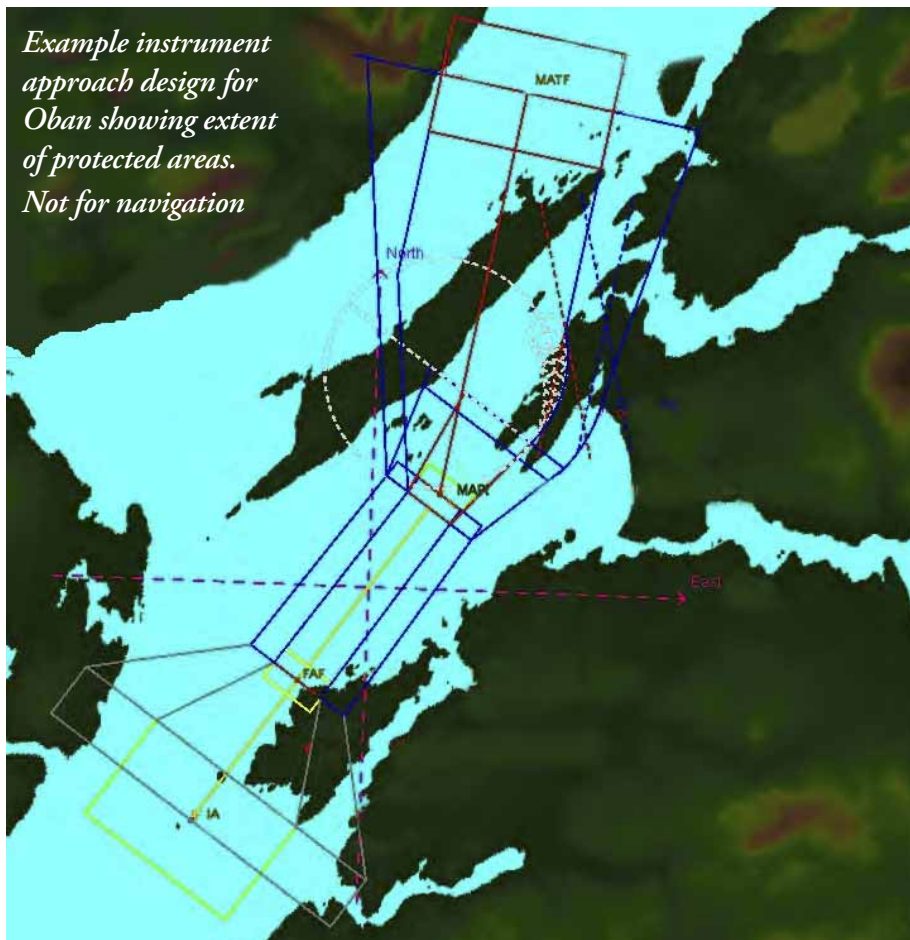 Example instrument
approach design for
Oban showing extent
of protected areas.
Not for navigation
MATF
North
MAPt
East
FAF
IA